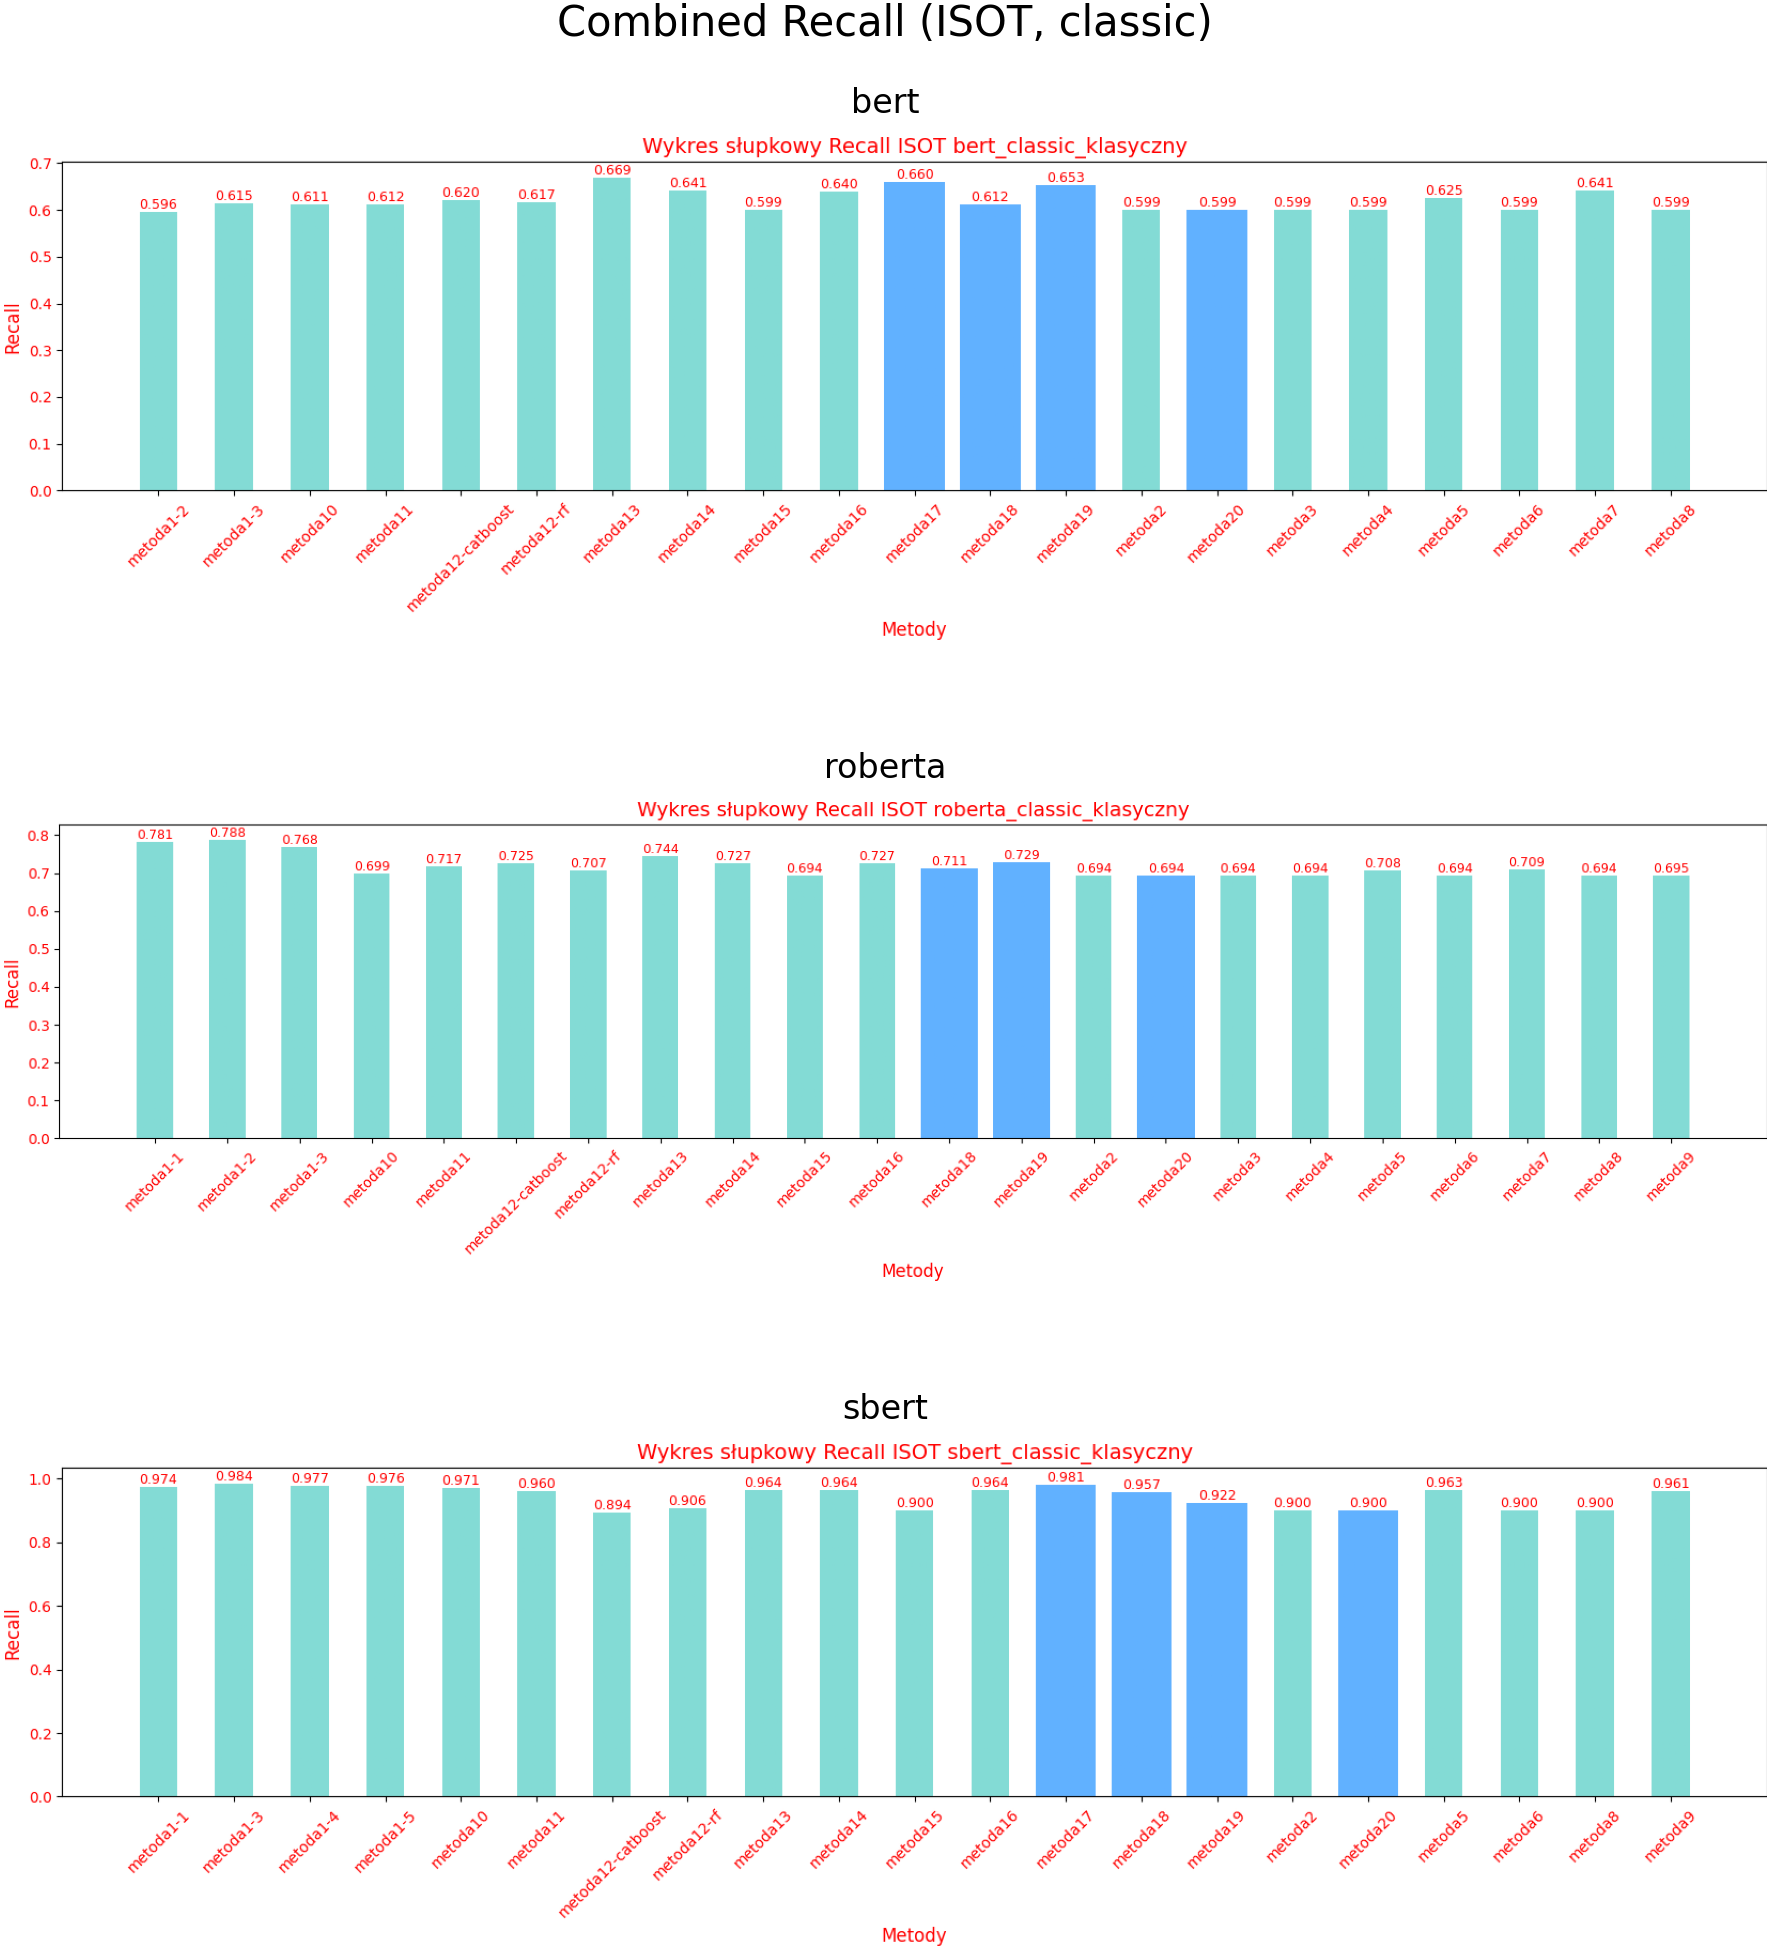 Combined Recall (ISOT, classic)
bert
Wykres słupkowy Recall ISOT bert_classic_klasyczny
0.7
0.6
0.5
0.4
0.3
0.2
0.1
0.0
Recall
0.596 0.615 0.611 0.612 0.620 0.617 0.669 0.641 0.599 0.640 0.660 0.612 0.653 0.599 0.599 0.599 0.599 0.625 0.599 0.641 0.599
metoda1-2 metoda1-3 metoda10 metoda11 metoda12-catboost metoda12-rf metoda13 metoda14 metoda15 metoda16 metoda17 metoda18 metoda19 metoda2 metoda20 metoda3 metoda4 metoda5 metoda6 metoda7 metoda8
Metody
roberta
Wykres słupkowy Recall ISOT roberta_classic_klasyczny
0.8
0.7
0.6
0.5
0.4
0.3
0.2
0.1
0.0
Recall
0.781 0.788 0.768 0.699 0.717 0.725 0.707 0.744 0.727 0.694 0.727 0.711 0.729 0.694 0.694 0.694 0.694 0.708 0.694 0.709 0.694 0.695
metoda1-1 metoda1-2 metoda1-3 metoda10 metoda11 metoda12-catboost metoda12-rf metoda13 metoda14 metoda15 metoda16 metoda18 metoda19 metoda2 metoda20 metoda3 metoda4 metoda5 metoda6 metoda7 metoda8 metoda9
Metody
sbert
Wykres słupkowy Recall ISOT sbert_classic_klasyczny
1.0
0.8
0.6
0.4
0.2
0.0
Recall
0.974 0.984 0.977 0.976 0.971 0.960 0.894 0.906 0.964 0.964 0.900 0.964 0.981 0.957 0.922 0.900 0.900 0.963 0.900 0.900 0.961
metoda1-1 metoda1-3 metoda1-4 metoda1-5 metoda10 metoda11 metoda12-catboost metoda12-rf metoda13 metoda14 metoda15 metoda16 metoda17 metoda18 metoda19 metoda2 metoda20 metoda5 metoda6 metoda8 metoda9
Metody